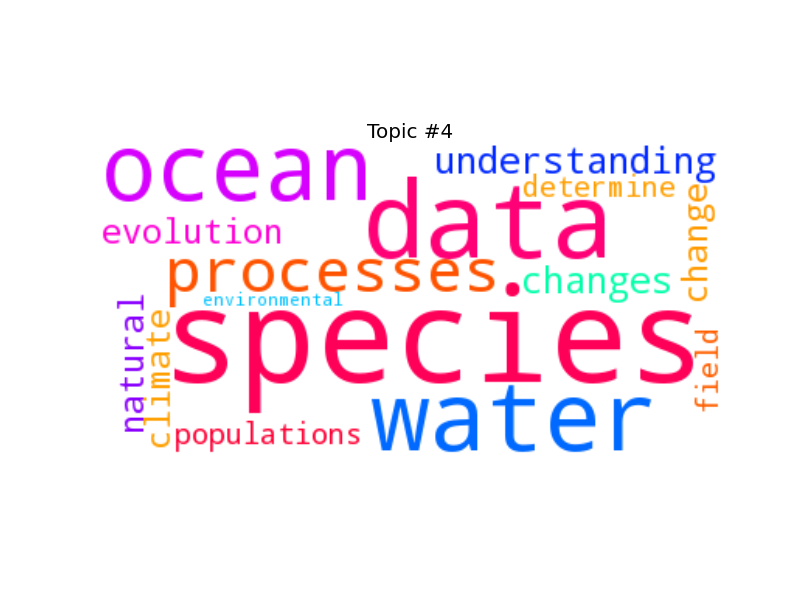 Topic #4
ocean
understanding
determine
data
change
evolution
processes
changes
environmental
species
natural
climate
field
water
populations